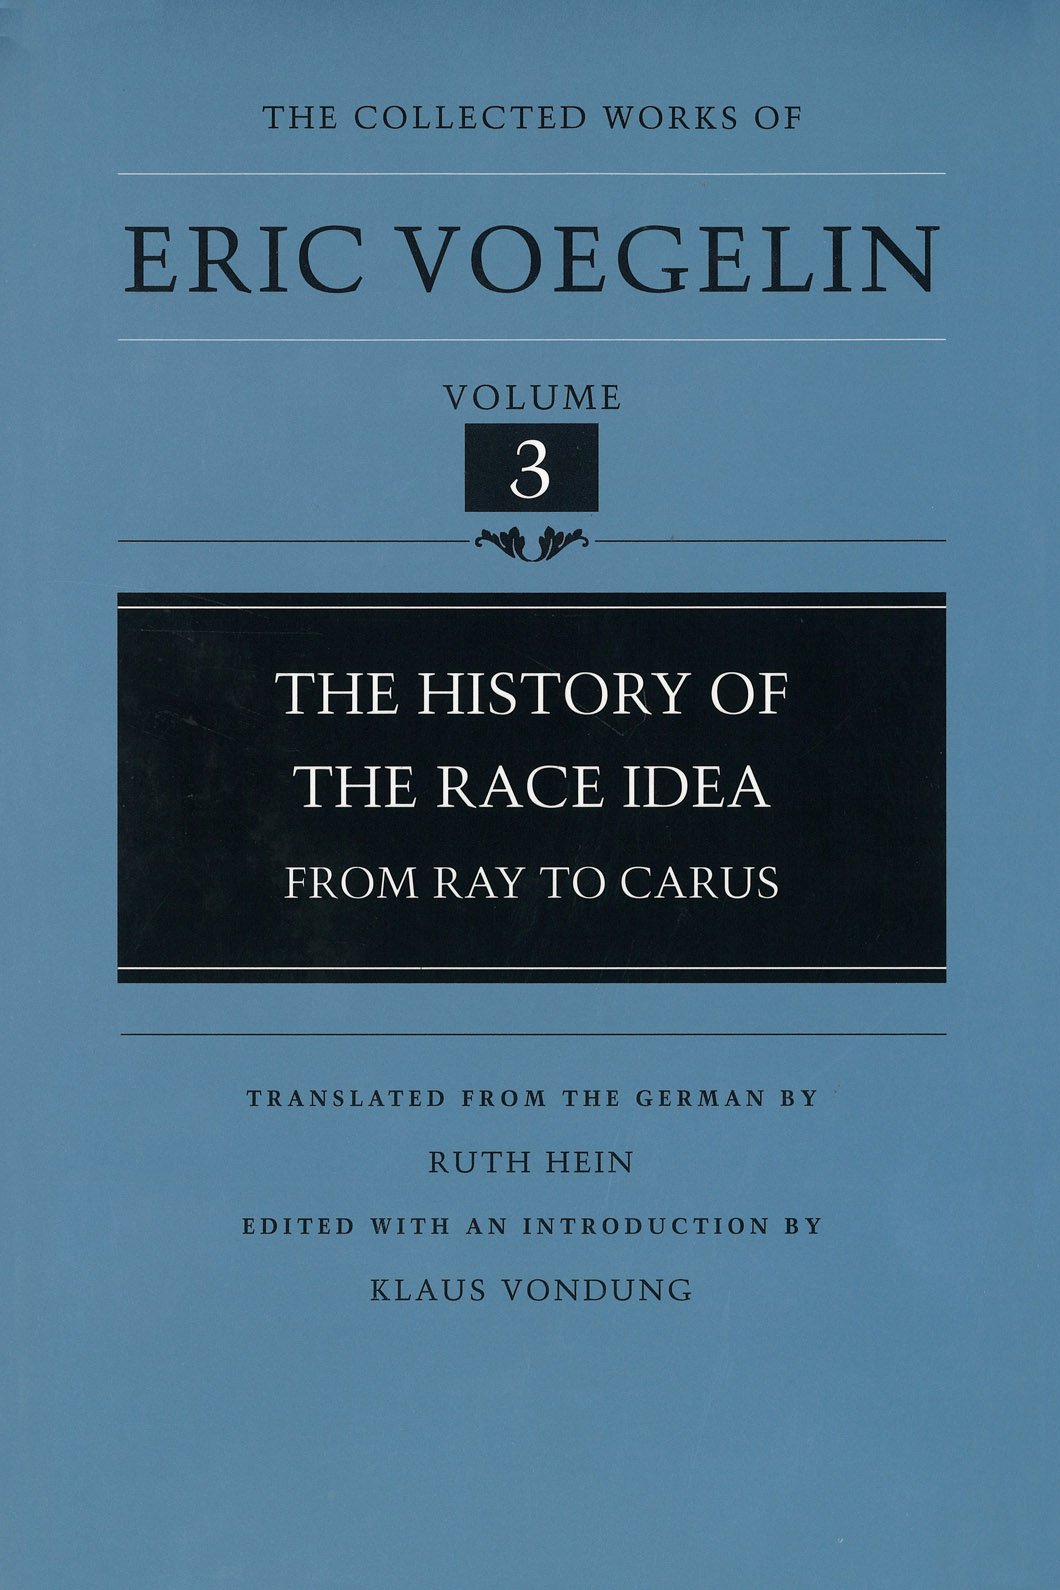 THE COLLECTED WORKS OF
ERIC VOEGELIN
VOLUME
3
THE HISTORY OF
THE RACE IDEA
FROM RAY TO CARUS
TRANSLATED FROM THE GERMAN BY
RUTH HEIN
EDITED WITH AN INTRODUCTION BY
KLAUS VONDUNG